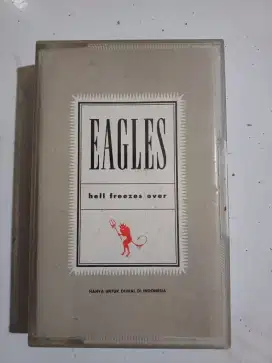 EAGLES
hell freezes over
HANYA UNTUK DIJUAL DI INDONESIA